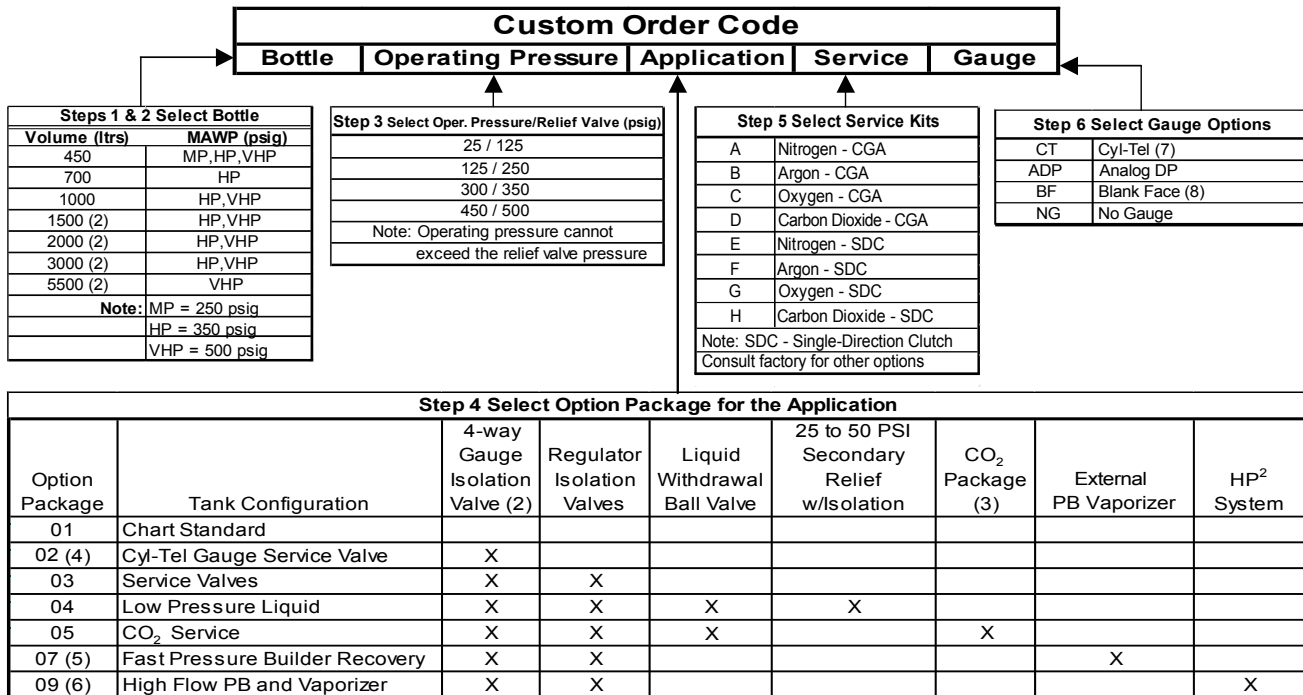 Custom Order Code
Bottle Operating Pressure Application Service Gauge
Steps 1 & 2 Select Bottle
Volume (ltrs) MAWP (psig)
450 MP,HP,VHP
700 HP
1000 HP,VHP
1500 (2) HP,VHP
2000 (2) HP,VHP
3000 (2) HP,VHP
5500 (2) VHP
Note: MP = 250 psig
HP = 350 psig
VHP = 500 psig
Step 3 Select Oper. Pressure/Relief Valve (psig)
25 / 125
125 / 250
300 / 350
450 / 500
Note: Operating pressure cannot
exceed the relief valve pressure
Step 5 Select Service Kits
A Nitrogen - CGA
B Argon - CGA
C Oxygen - CGA
D Carbon Dioxide - CGA
E Nitrogen - SDC
F Argon - SDC
G Oxygen - SDC
H Carbon Dioxide - SDC
Note: SDC - Single-Direction Clutch
Consult factory for other options
Step 6 Select Gauge Options
CT Cyl-Tel (7)
ADP Analog DP
BF Blank Face (8)
NG No Gauge
Step 4 Select Option Package for the Application
Option
Package
Tank Configuration
4-way
Gauge
Isolation
Valve (2)
Regulator
Isolation
Valves
Liquid
Withdrawal
Ball Valve
25 to 50 PSI
Secondary
Relief
w/Isolation
CO₂
Package
(3)
External
PB Vaporizer
HP²
System
01 Chart Standard
02 (4) Cyl-Tel Gauge Service Valve X
03 Service Valves X X
04 Low Pressure Liquid X X X X
05 CO₂ Service X X X X
07 (5) Fast Pressure Builder Recovery X X X
09 (6) High Flow PB and Vaporizer X X X